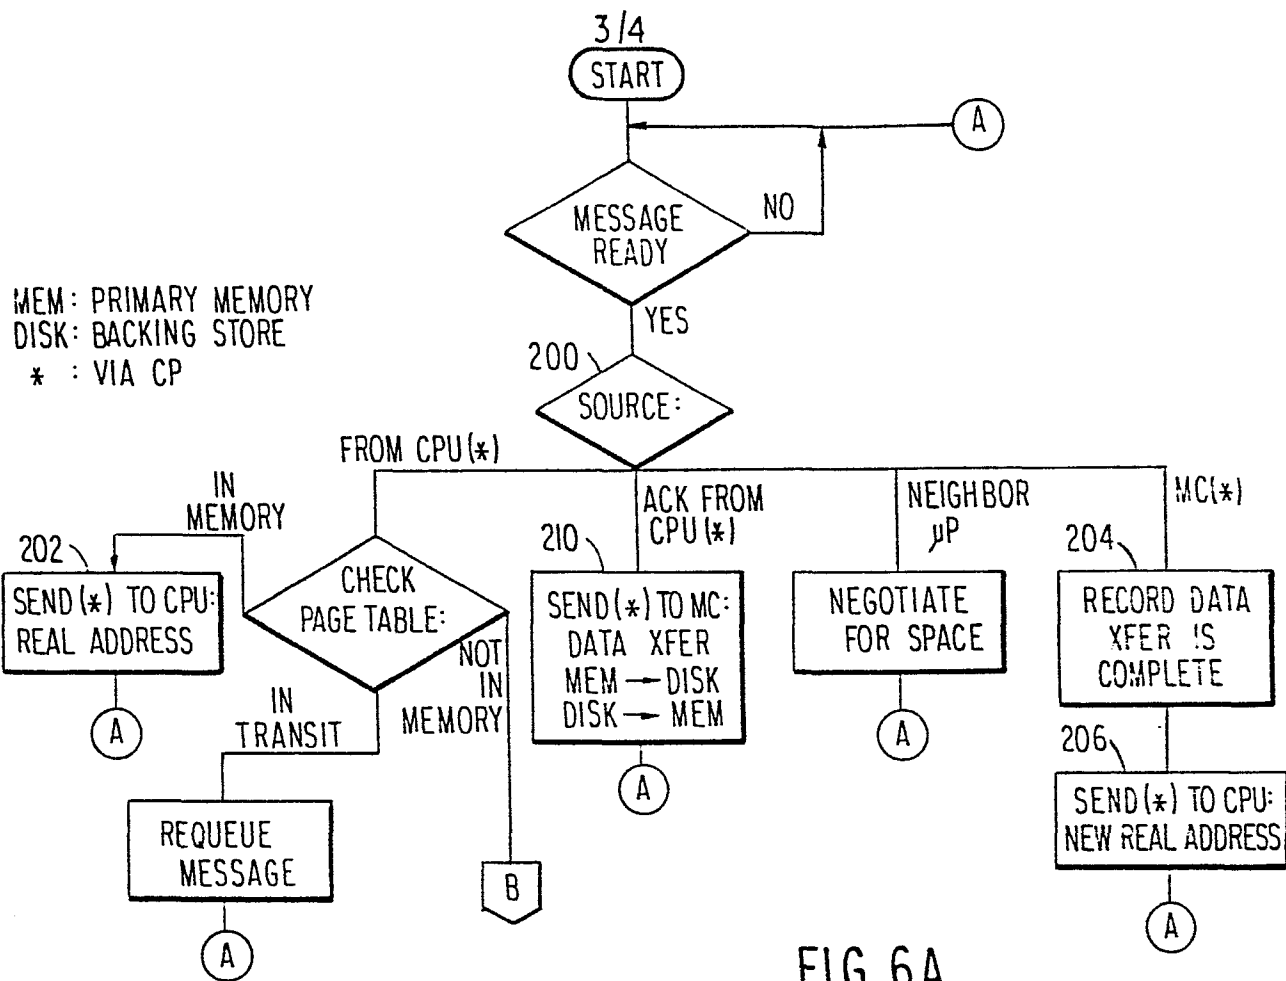 3/4
START
A
MESSAGE
READY
NO
YES
MEM: PRIMARY MEMORY
DISK: BACKING STORE
* : VIA CP
200
SOURCE:
FROM CPU(*)
ACK FROM
CPU(*)
NEIGHBOR
µP
MC(*)
IN
MEMORY
202
SEND(*) TO CPU:
REAL ADDRESS
A
CHECK
PAGE TABLE:
NOT
IN
MEMORY
IN
TRANSIT
REQUEUE
MESSAGE
A
B
210
SEND(*) TO MC:
DATA XFER
MEM → DISK
DISK → MEM
A
NEGOTIATE
FOR SPACE
A
204
RECORD DATA
XFER IS
COMPLETE
206
SEND(*) TO CPU:
NEW REAL ADDRESS
A
FIG. 6A